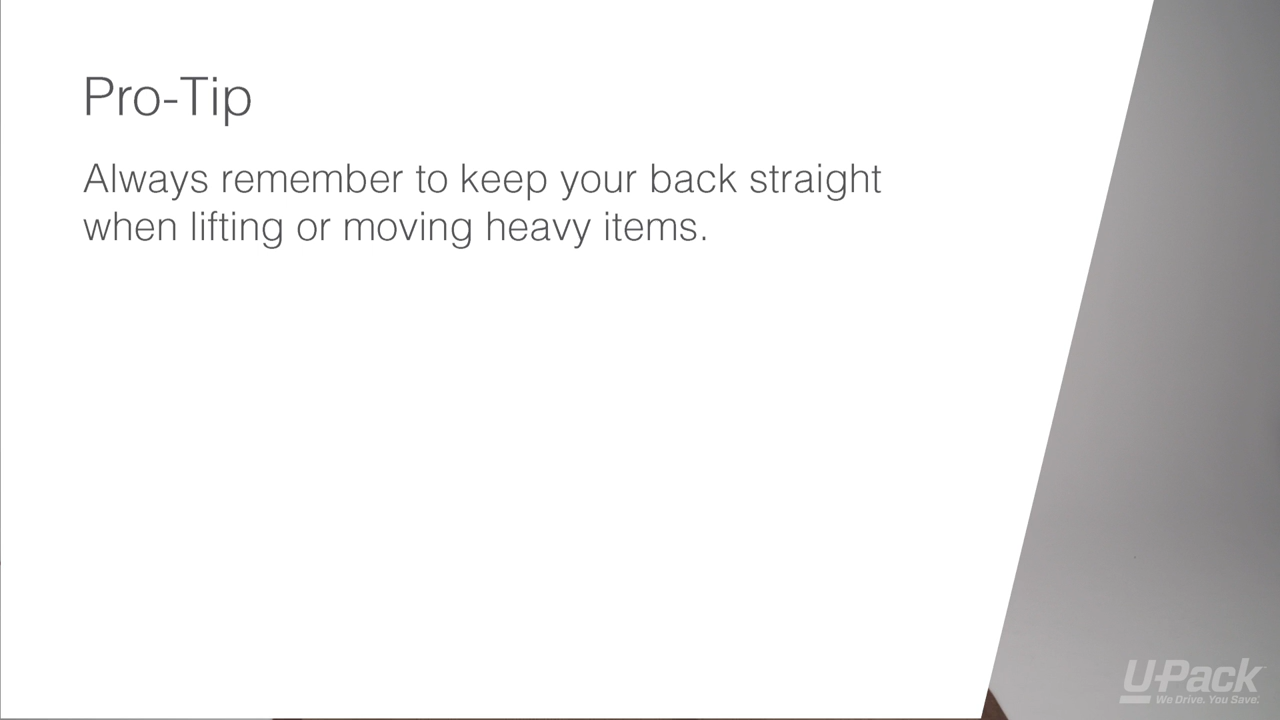 Pro-Tip
Always remember to keep your back straight
when lifting or moving heavy items.
U-Pack
We Drive. You Save.